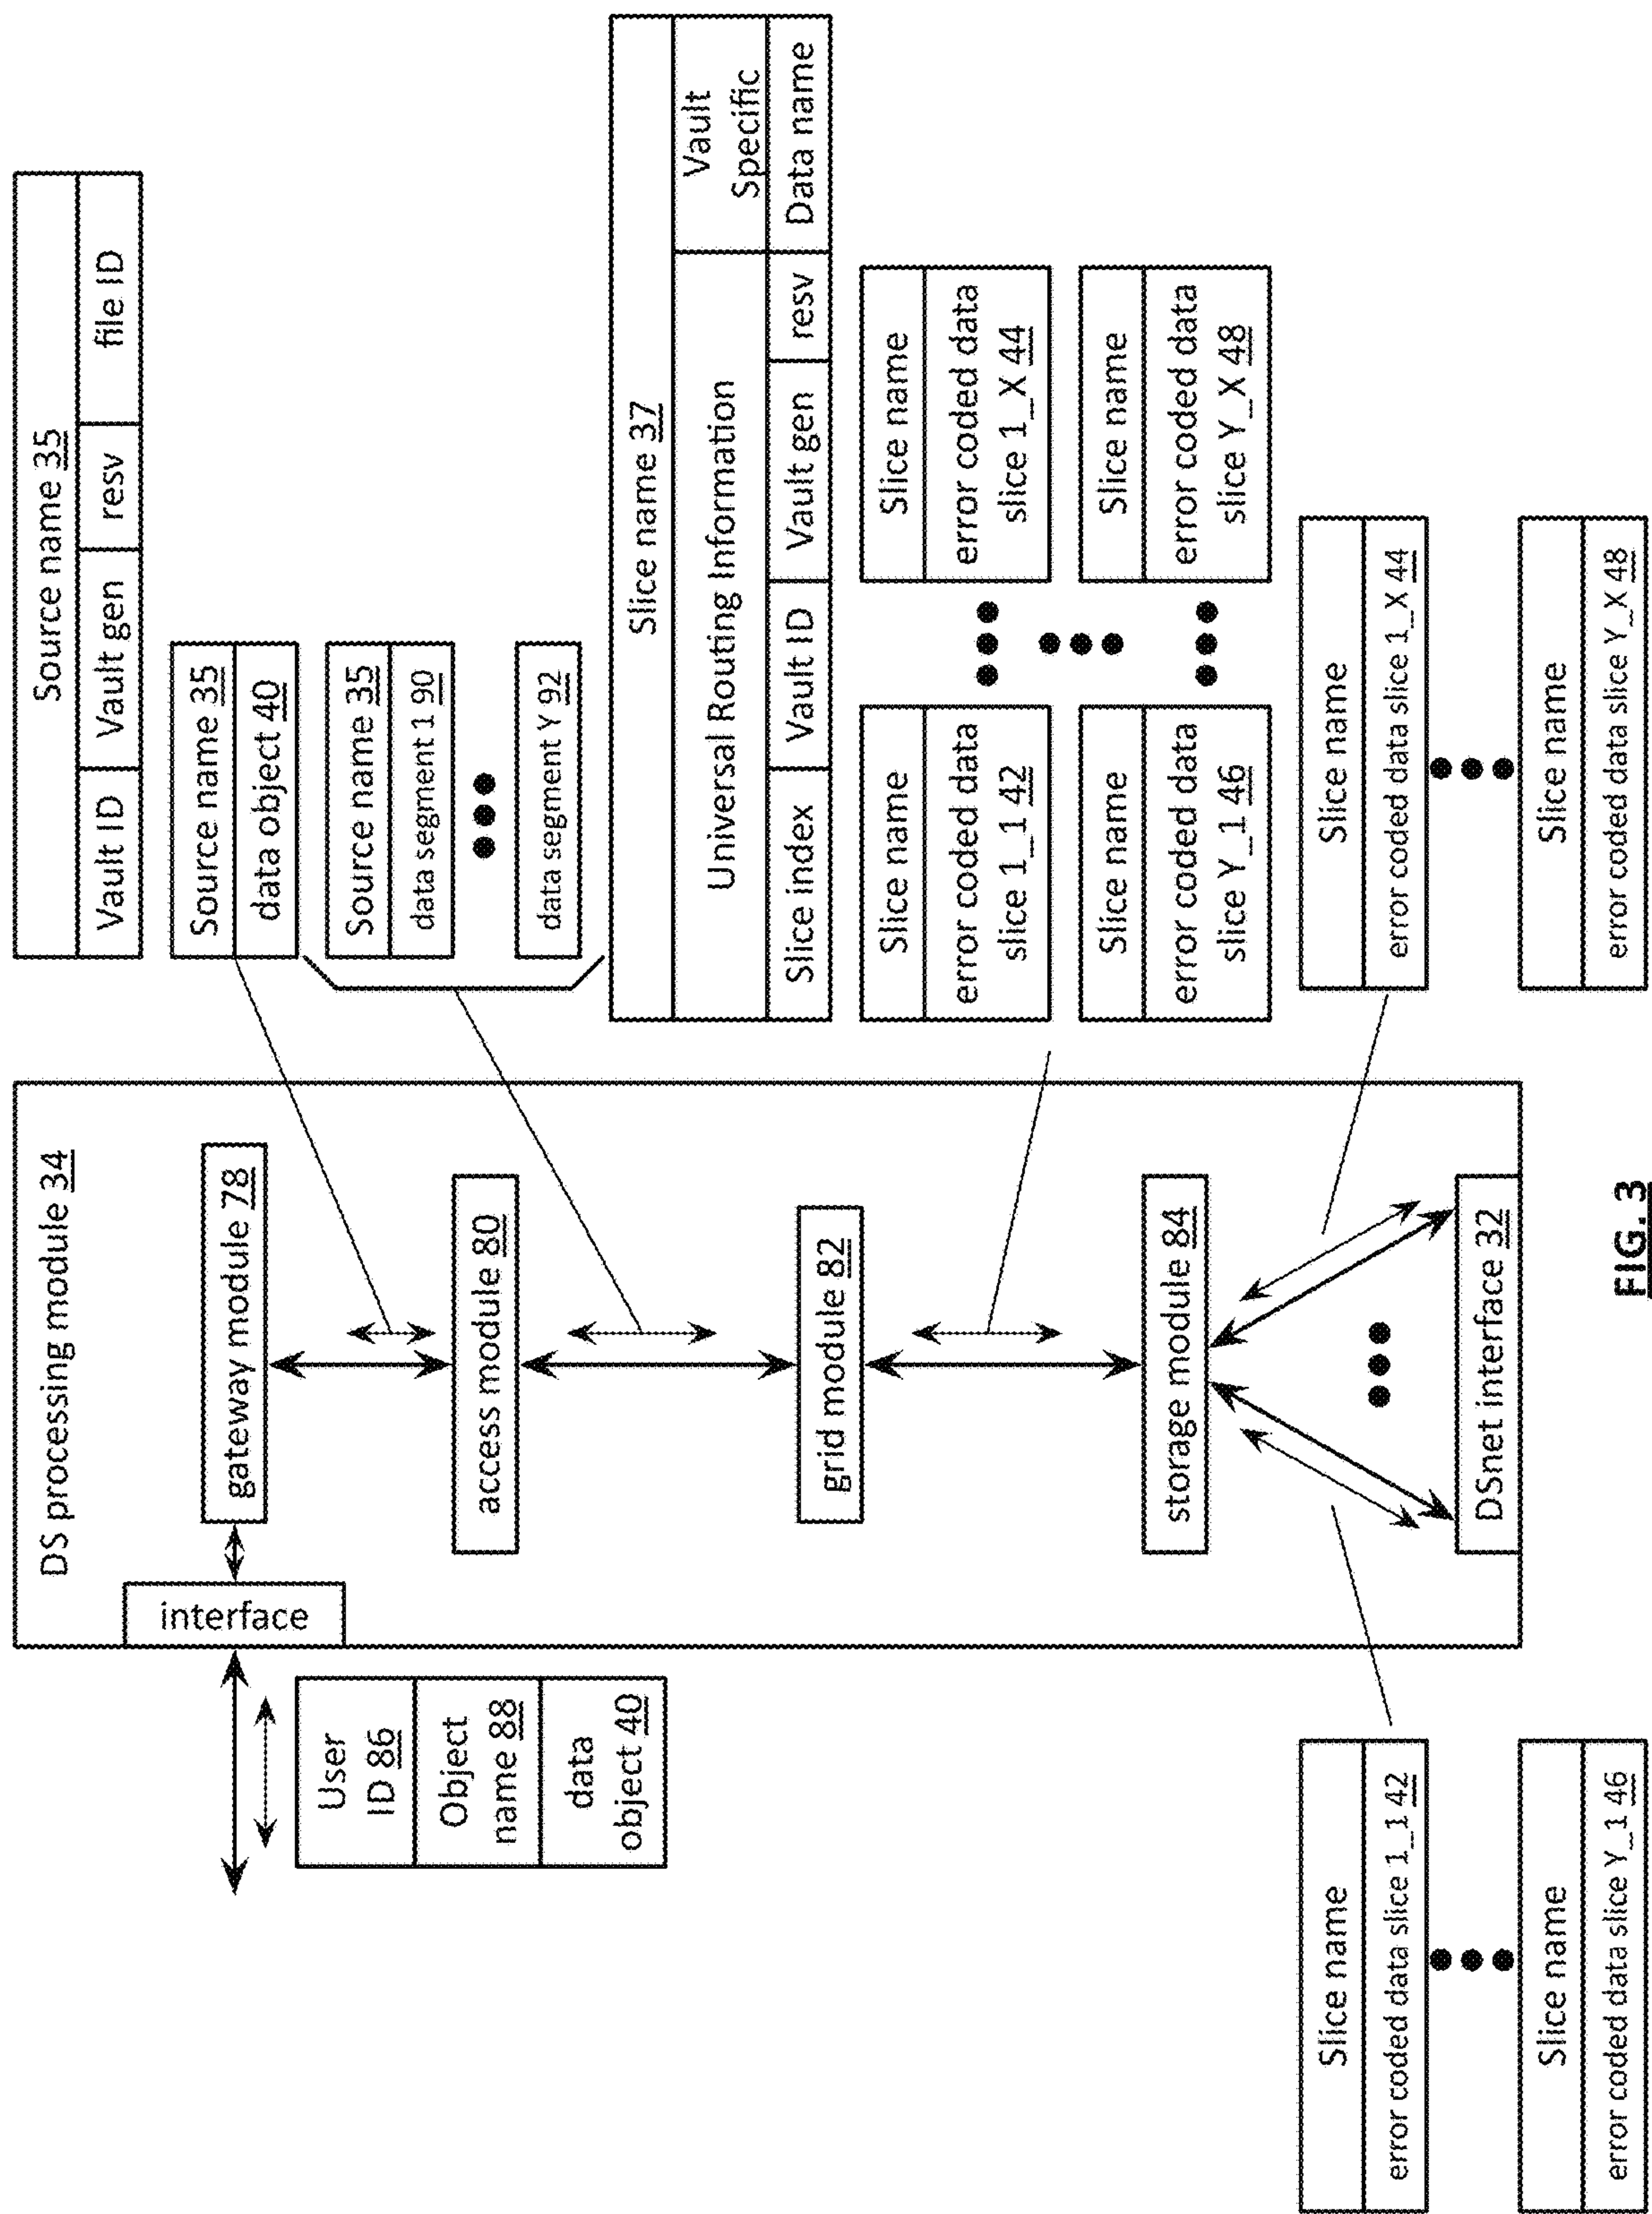 DS processing module 34
interface
gateway module 78
access module 80
grid module 82
storage module 84
DSnet interface 32
User
ID 86
Object
name 88
data
object 40
Source name 35
Vault ID
Vault gen
resv
file ID
Source name 35
data object 40
Source name 35
data segment 1 90
data segment Y 92
Slice name 37
Universal Routing Information
Vault
Specific
Slice index
Vault ID
Vault gen
resv
Data name
Slice name
error coded data
slice 1_1 42
Slice name
error coded data
slice 1_X 44
Slice name
error coded data
slice Y_1 46
Slice name
error coded data
slice Y_X 48
Slice name
error coded data slice 1_1 42
Slice name
error coded data slice Y_1 46
Slice name
error coded data slice 1_X 44
Slice name
error coded data slice Y_X 48
FIG. 3